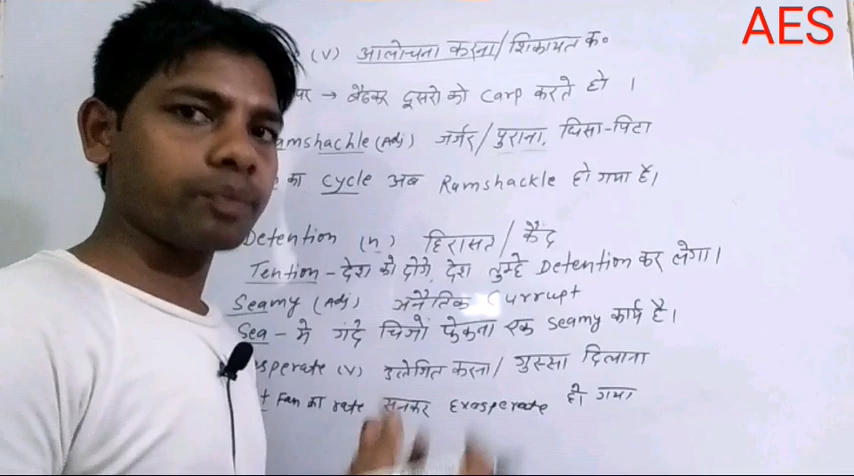 AES
(v) आलोचना करना/शिकायत क०
पर → बैठकर दूसरो को Carp करते हो ।
amshachle (Adj) जर्जर/पुराना, घिसा-पिटा
का cycle अब Ramshackle हो गया है।
Detention (n) हिरासत/कैद
Tention - देश को दोगे, देश तुम्हे Detention कर लेगा।
Seamy (Adj) अनैतिक Currupt
Sea - मे गंदे चिजों फेकना एक Seamy कार्य है।
sperate (v) उत्तेजित करना/गुस्सा दिलाना
Fan का rate सुनकर Exasperate हो गया